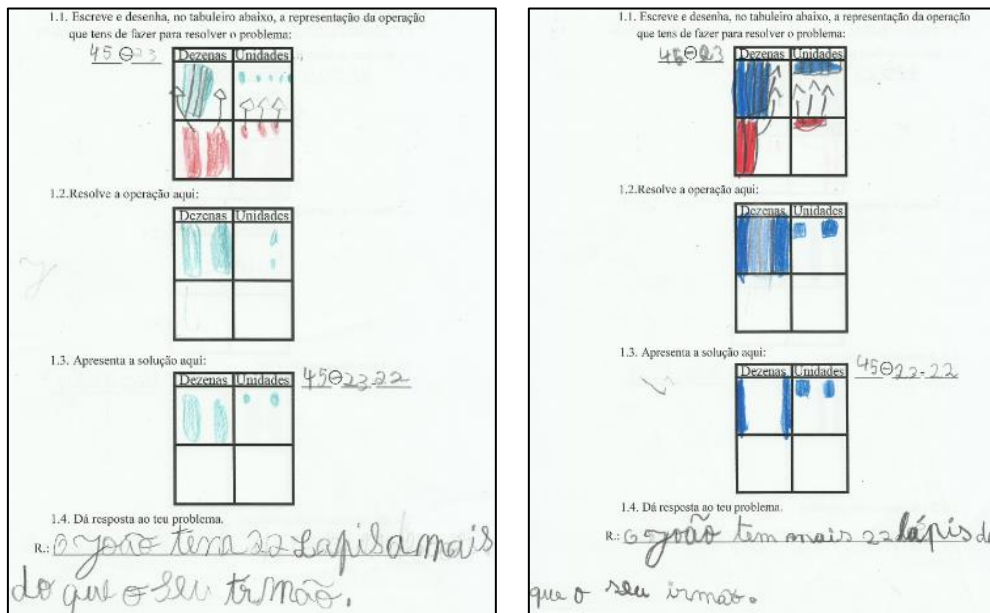 1.1. Escreve e desenha, no tabuleiro abaixo, a representação da operação
que tens de fazer para resolver o problema:
45 ⊖ 23
Dezenas Unidades
1.2.Resolve a operação aqui:
Dezenas Unidades
1.3. Apresenta a solução aqui:
Dezenas Unidades
45⊖23-22
1.4. Dá resposta ao teu problema.
R.: O João tem 22 Lapis a mais
do que o seu irmão.
1.1. Escreve e desenha, no tabuleiro abaixo, a representação da operação
que tens de fazer para resolver o problema:
45⊖23
Dezenas Unidades
1.2.Resolve a operação aqui:
Dezenas Unidades
1.3. Apresenta a solução aqui:
Dezenas Unidades
45⊖22-22
1.4. Dá resposta ao teu problema.
R.: O João tem mais 22 lápis do
que o seu irmão.